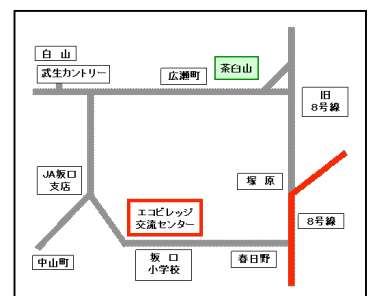 白 山
武生カントリー
広瀬町
茶臼山
旧
8号線
JA坂口
支店
塚 原
エコビレッジ
交流センター
8号線
中山町
坂 口
小学校
春日野